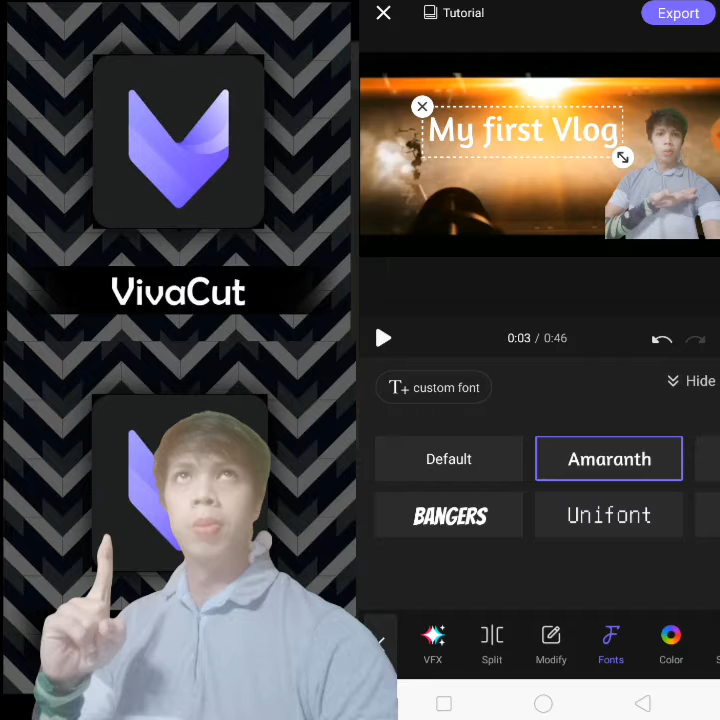 VivaCut
Tutorial
Export
My first Vlog
0:03 / 0:46
T+ custom font
Hide
Default
Amaranth
BANGERS
Unifont
VFX
Split
Modify
Fonts
Color